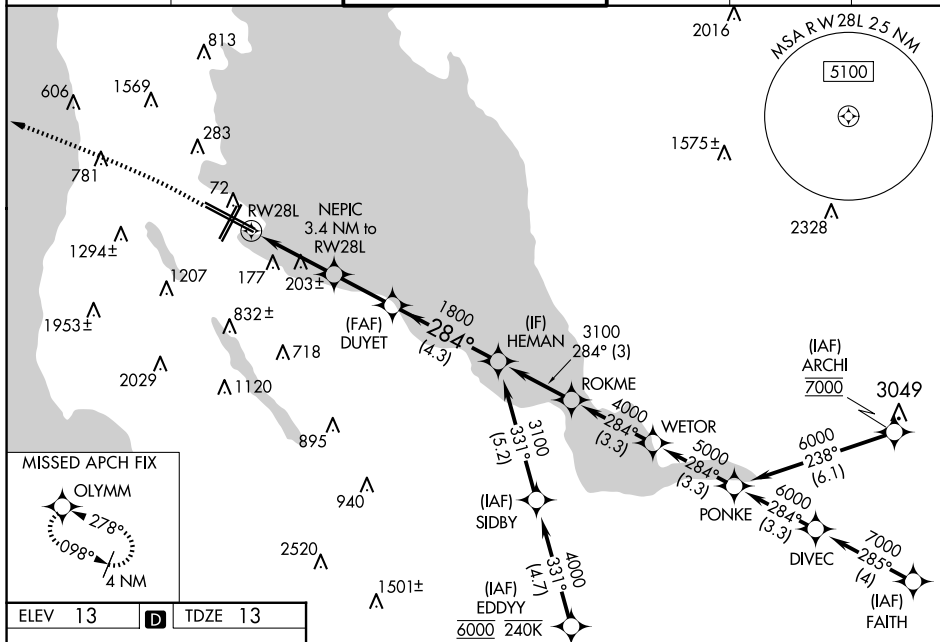 813
2016
MSA RW28L 25 NM
5100
606
1569
283
781
1575±
72
RW28L
NEPIC
3.4 NM to
RW28L
2328
1294±
1207
177
203±
1953±
832±
718
2029
1120
(FAF)
DUYET
1800
284°
(4.3)
(IF)
HEMAN
3100
284° (3)
ROKME
(IAF)
ARCHI
7000
3049
4000
284°
(3.3)
WETOR
5000
284°
(3.3)
6000
238°
(6.1)
895
3100
331°
(5.2)
MISSED APCH FIX
OLYMM
278°
098°
4 NM
940
(IAF)
SIDBY
PONKE
6000
284°
(3.3)
DIVEC
7000
285°
(4)
(IAF)
FAITH
2520
1501±
4000
331°
(4.7)
(IAF)
EDDYY
6000 240K
ELEV 13 D TDZE 13